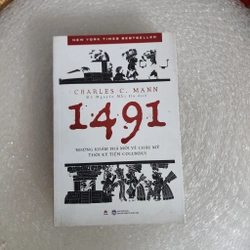 NEW YORK TIMES BESTSELLER
CHARLES C. MANN
1491
NHỮNG KHÁM PHÁ MỚI VỀ CHÂU MỸ
THỜI KỲ TIỀN COLUMBUS